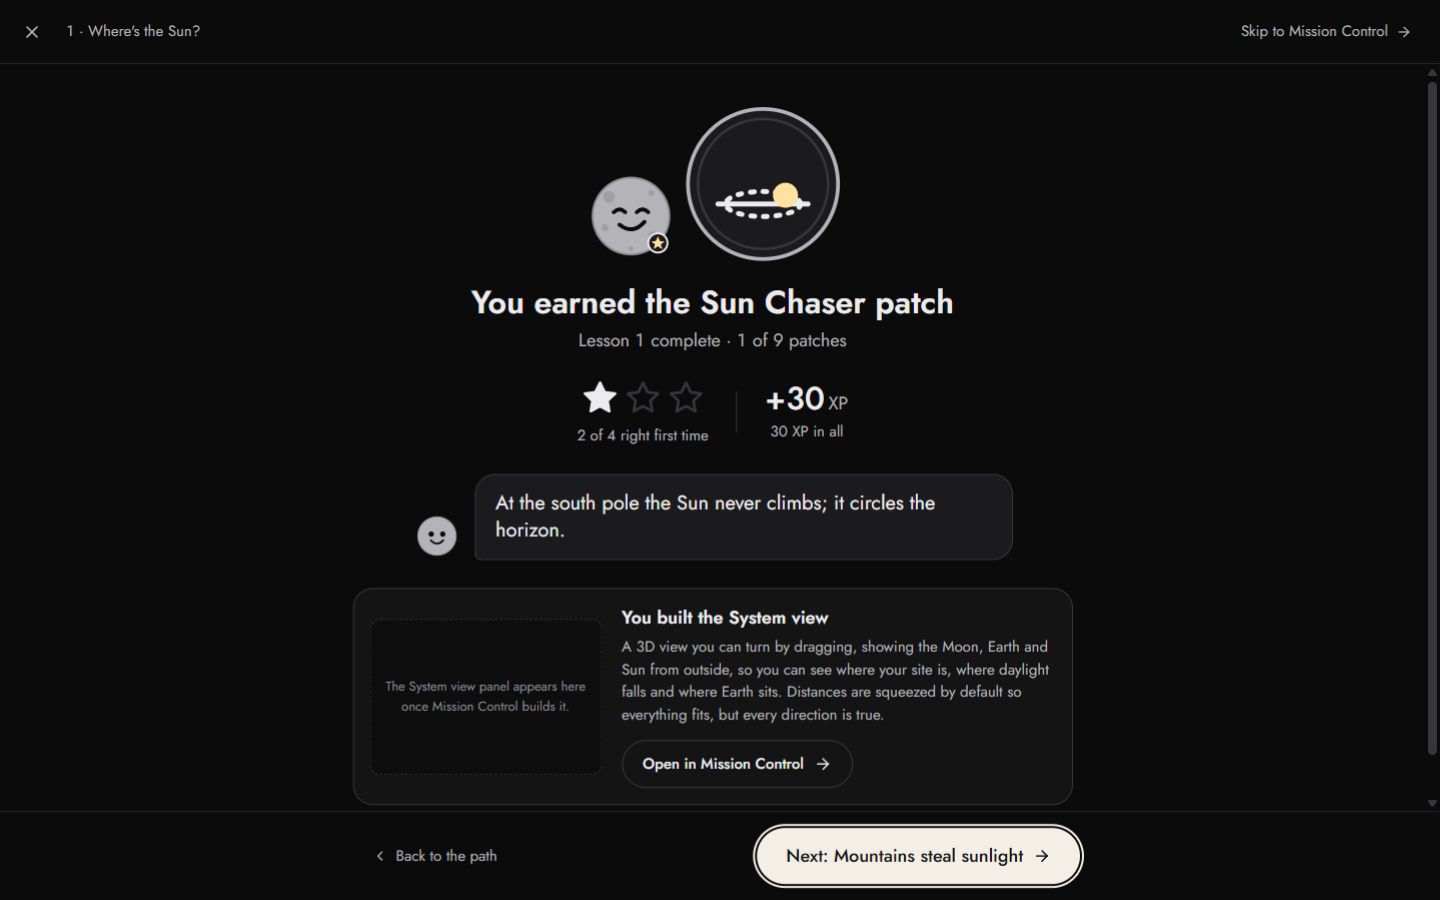 1 · Where's the Sun?
Skip to Mission Control
You earned the Sun Chaser patch
Lesson 1 complete · 1 of 9 patches
2 of 4 right first time
+30 XP
30 XP in all
At the south pole the Sun never climbs; it circles the
horizon.
The System view panel appears here
once Mission Control builds it.
You built the System view
A 3D view you can turn by dragging, showing the Moon, Earth and
Sun from outside, so you can see where your site is, where daylight
falls and where Earth sits. Distances are squeezed by default so
everything fits, but every direction is true.
Open in Mission Control
Back to the path
Next: Mountains steal sunlight